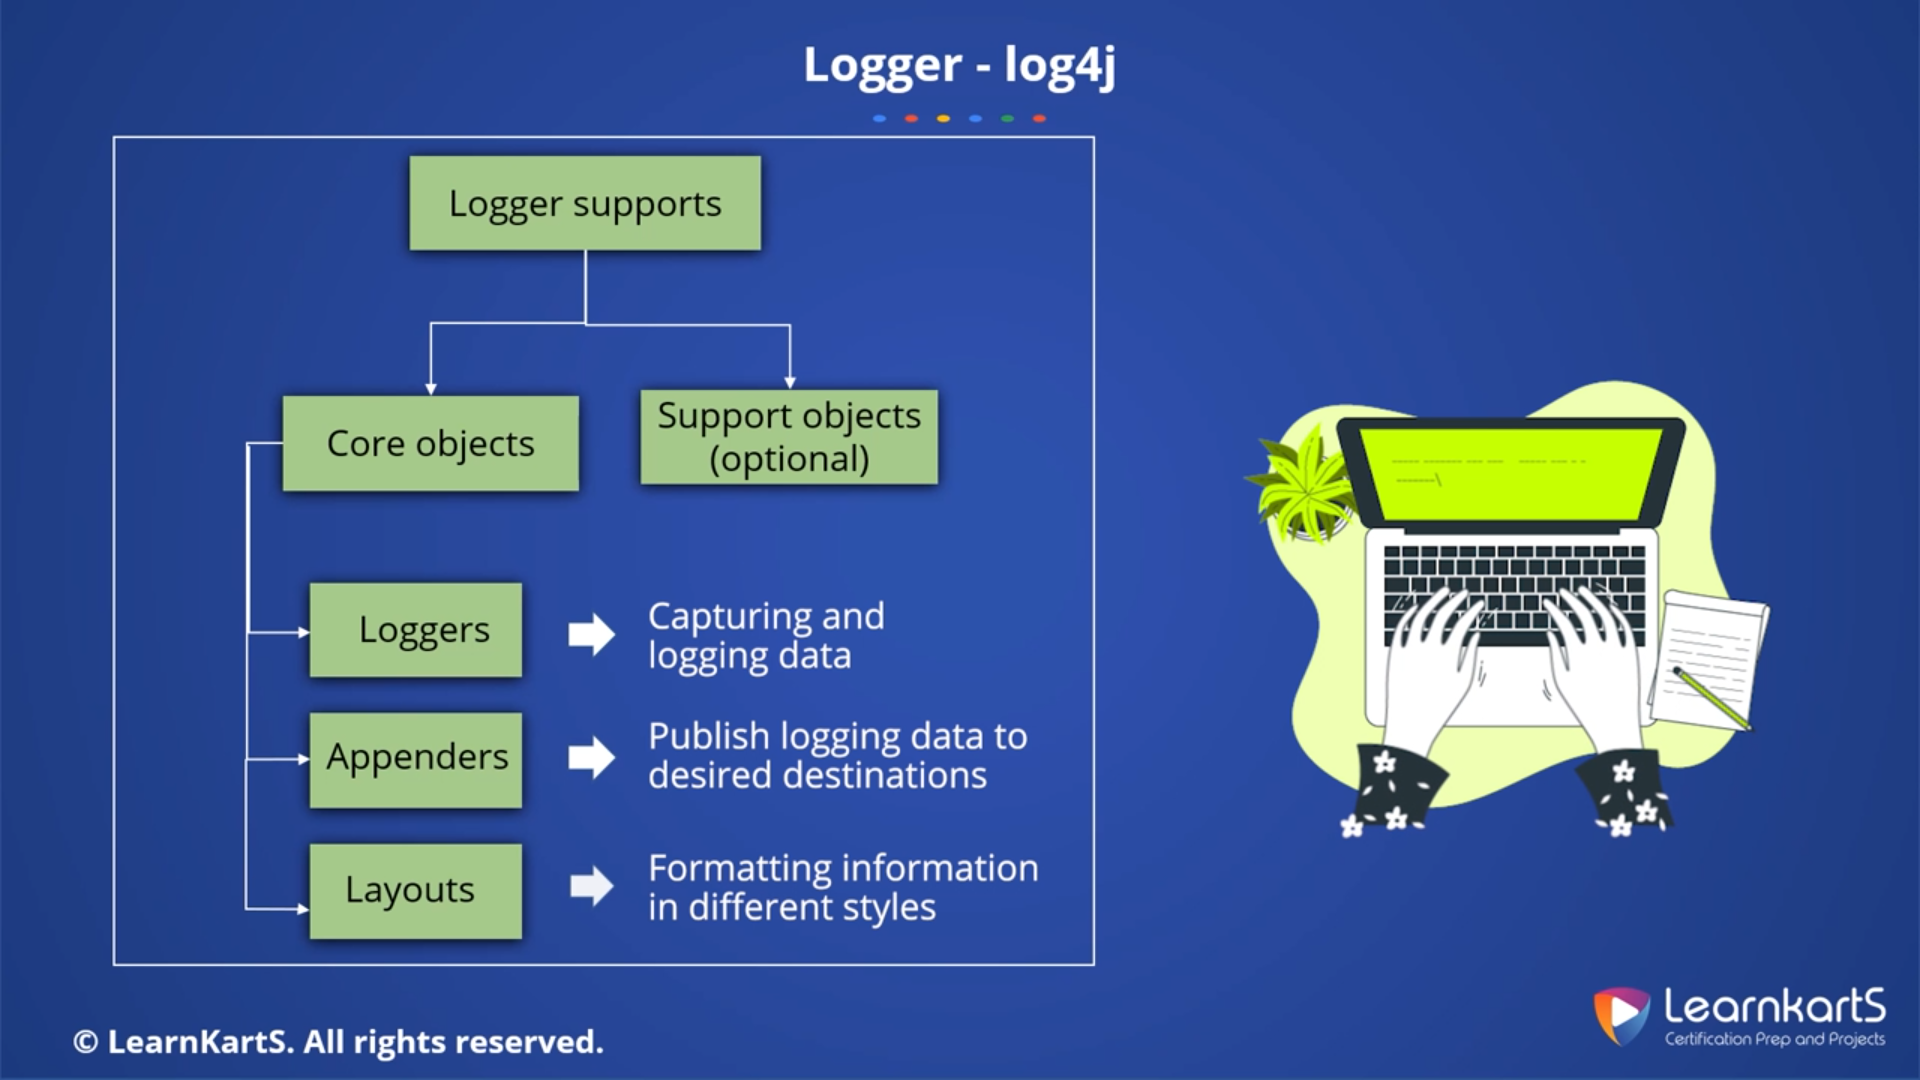 Logger - log4j
Logger supports
Core objects
Support objects
(optional)
Loggers
Capturing and
logging data
Appenders
Publish logging data to
desired destinations
Layouts
Formatting information
in different styles
© LearnKartS. All rights reserved.
LearnkartS
Certification Prep and Projects